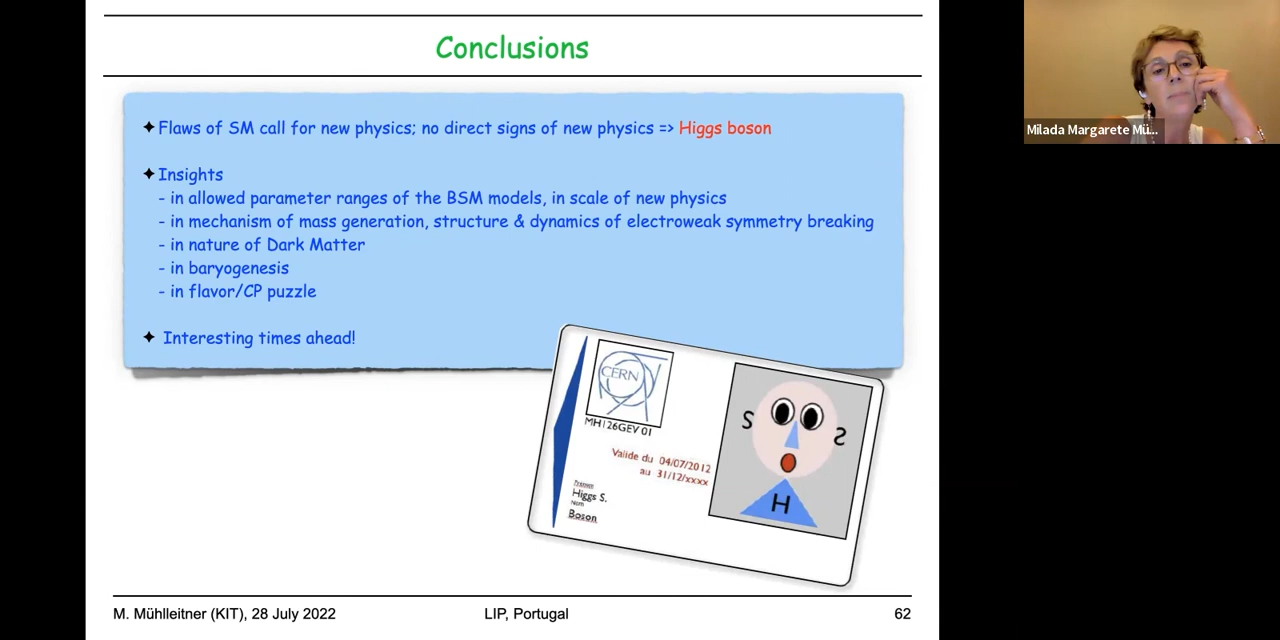 Conclusions
Milada Margarete Mü...
✦Flaws of SM call for new physics; no direct signs of new physics => Higgs boson
✦Insights
- in allowed parameter ranges of the BSM models, in scale of new physics
- in mechanism of mass generation, structure & dynamics of electroweak symmetry breaking
- in nature of Dark Matter
- in baryogenesis
- in flavor/CP puzzle
✦ Interesting times ahead!
CERN
MH126GEV 01
Valide du 04/07/2012
au 31/12/xxxx
Prénom
Higgs S.
Nom
Boson
S
S
H
M. Mühlleitner (KIT), 28 July 2022
LIP, Portugal
62